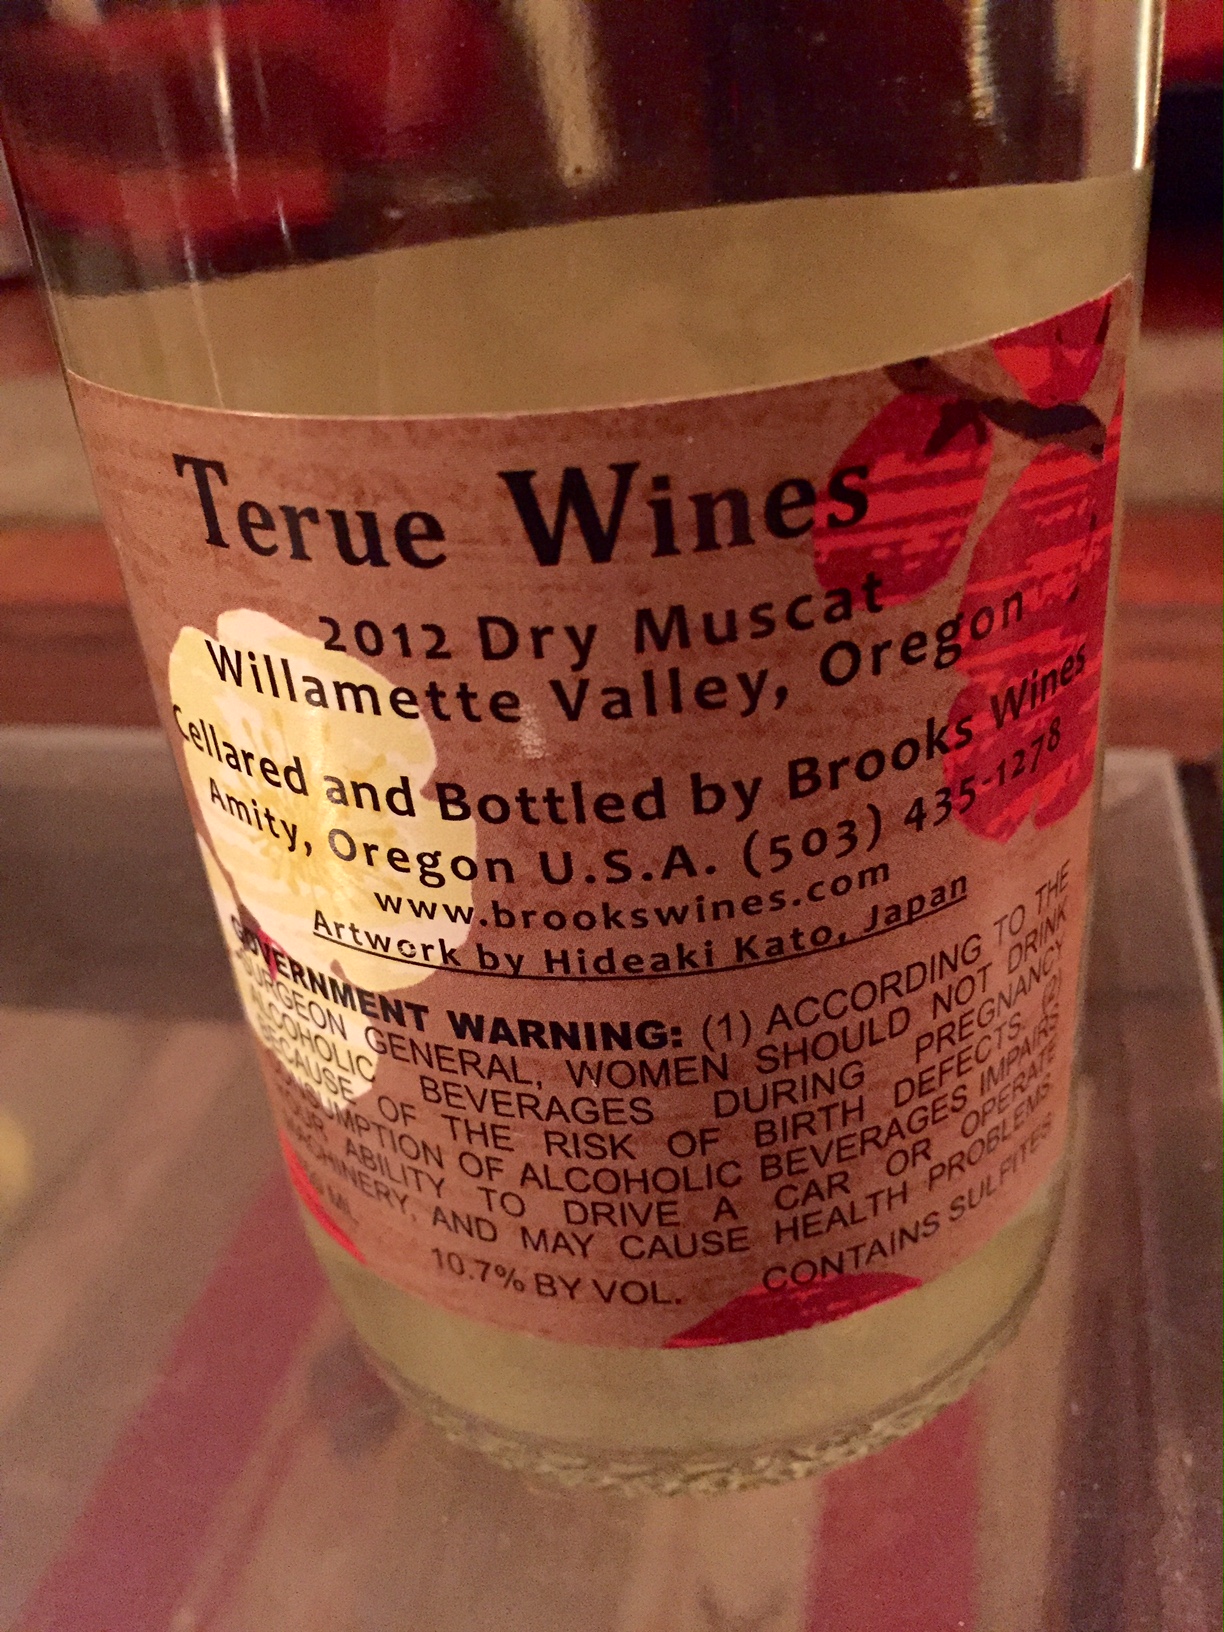 Terue Wines
2012 Dry Muscat
Willamette Valley, Oregon
Cellared and Bottled by Brooks Wines
Amity, Oregon U.S.A. (503) 435-1278
www.brookswines.com
Artwork by Hideaki Kato, Japan
GOVERNMENT WARNING: (1) ACCORDING TO THE
SURGEON GENERAL, WOMEN SHOULD NOT DRINK
ALCOHOLIC BEVERAGES DURING PREGNANCY
BECAUSE OF THE RISK OF BIRTH DEFECTS. (2)
CONSUMPTION OF ALCOHOLIC BEVERAGES IMPAIRS
YOUR ABILITY TO DRIVE A CAR OR OPERATE
MACHINERY, AND MAY CAUSE HEALTH PROBLEMS.
ML 10.7% BY VOL. CONTAINS SULPITES